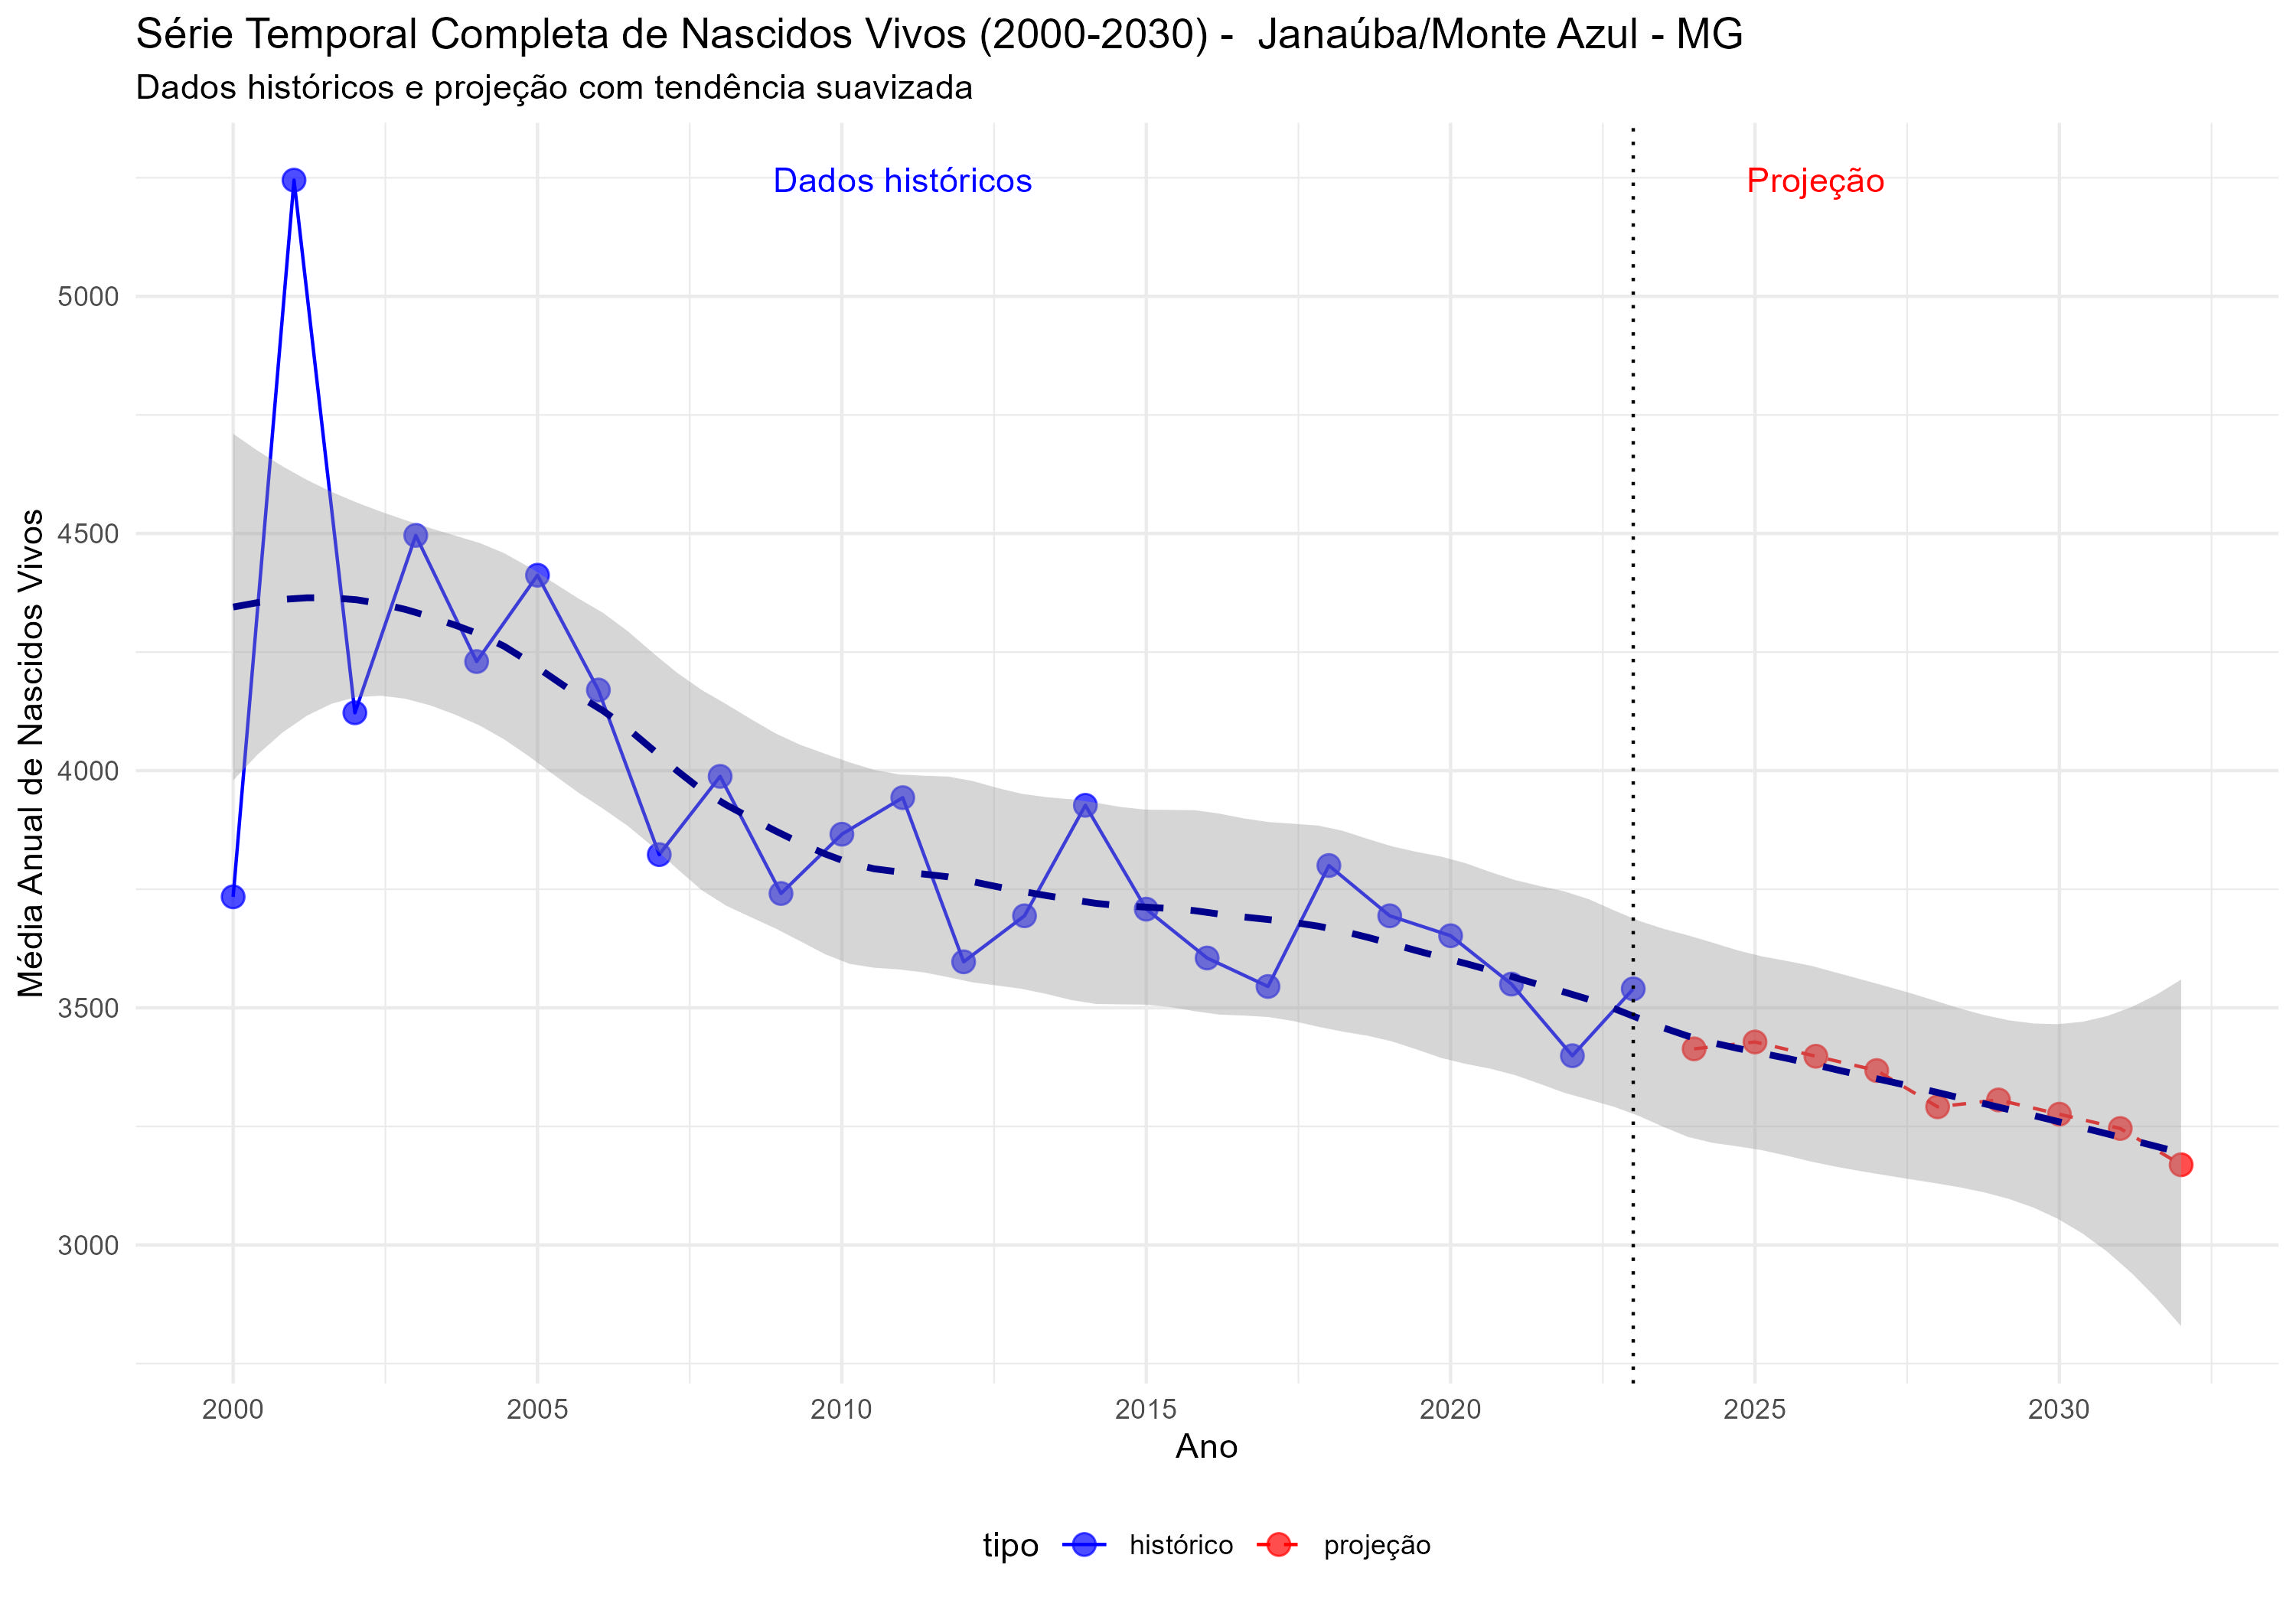 Série Temporal Completa de Nascidos Vivos (2000-2030) -  Janaúba/Monte Azul - MG
Dados históricos e projeção com tendência suavizada
Dados históricos
Projeção
Média Anual de Nascidos Vivos
5000
4500
4000
3500
3000
2000
2005
2010
2015
2020
2025
2030
Ano
tipo
histórico
projeção